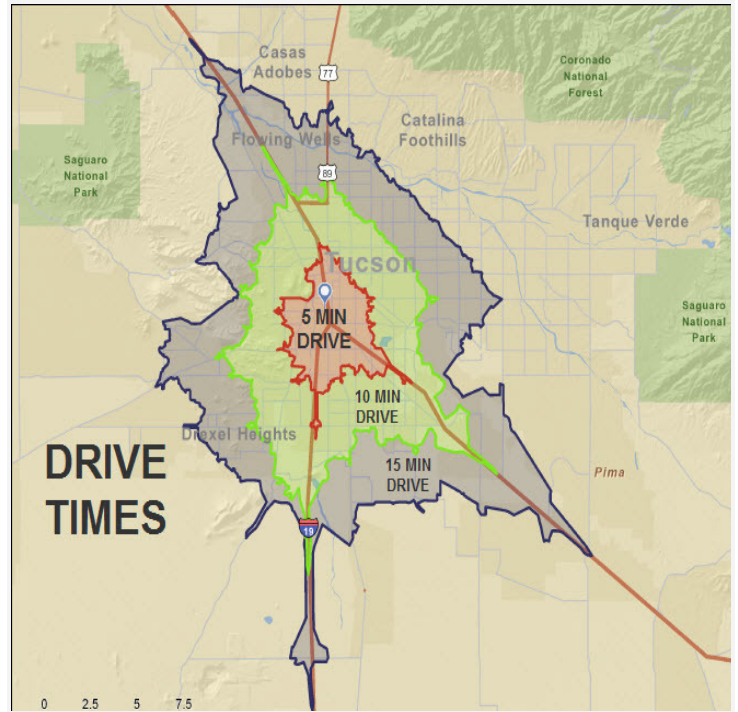 Casas
Adobes
77
Coronado
National
Forest
Catalina
Foothills
Flowing Wells
89
Saguaro
National
Park
Tanque Verde
Tucson
Saguaro
National
Park
5 MIN
DRIVE
10 MIN
DRIVE
Drexel Heights
15 MIN
DRIVE
Pima
DRIVE
TIMES
19
0 2.5 5 7.5